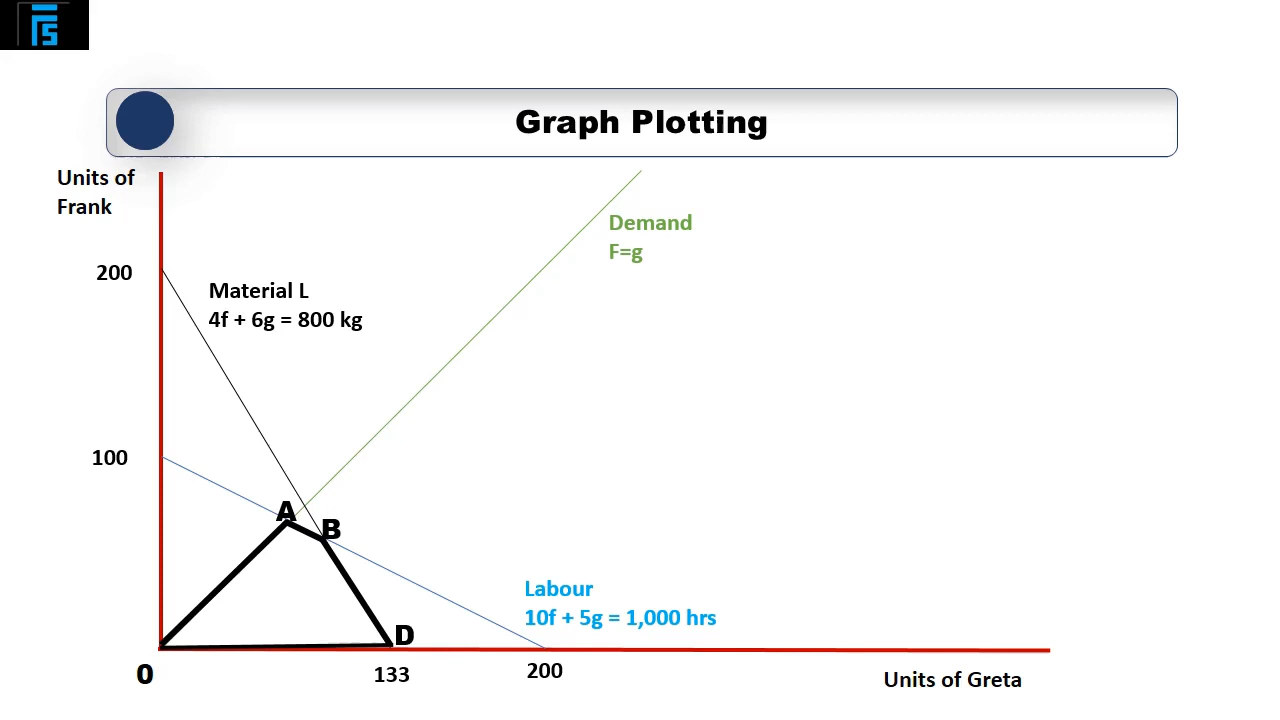 Graph Plotting
Units of
Frank
Demand
F=g
200
Material L
4f + 6g = 800 kg
100
A
B
Labour
10f + 5g = 1,000 hrs
D
0
133
200
Units of Greta